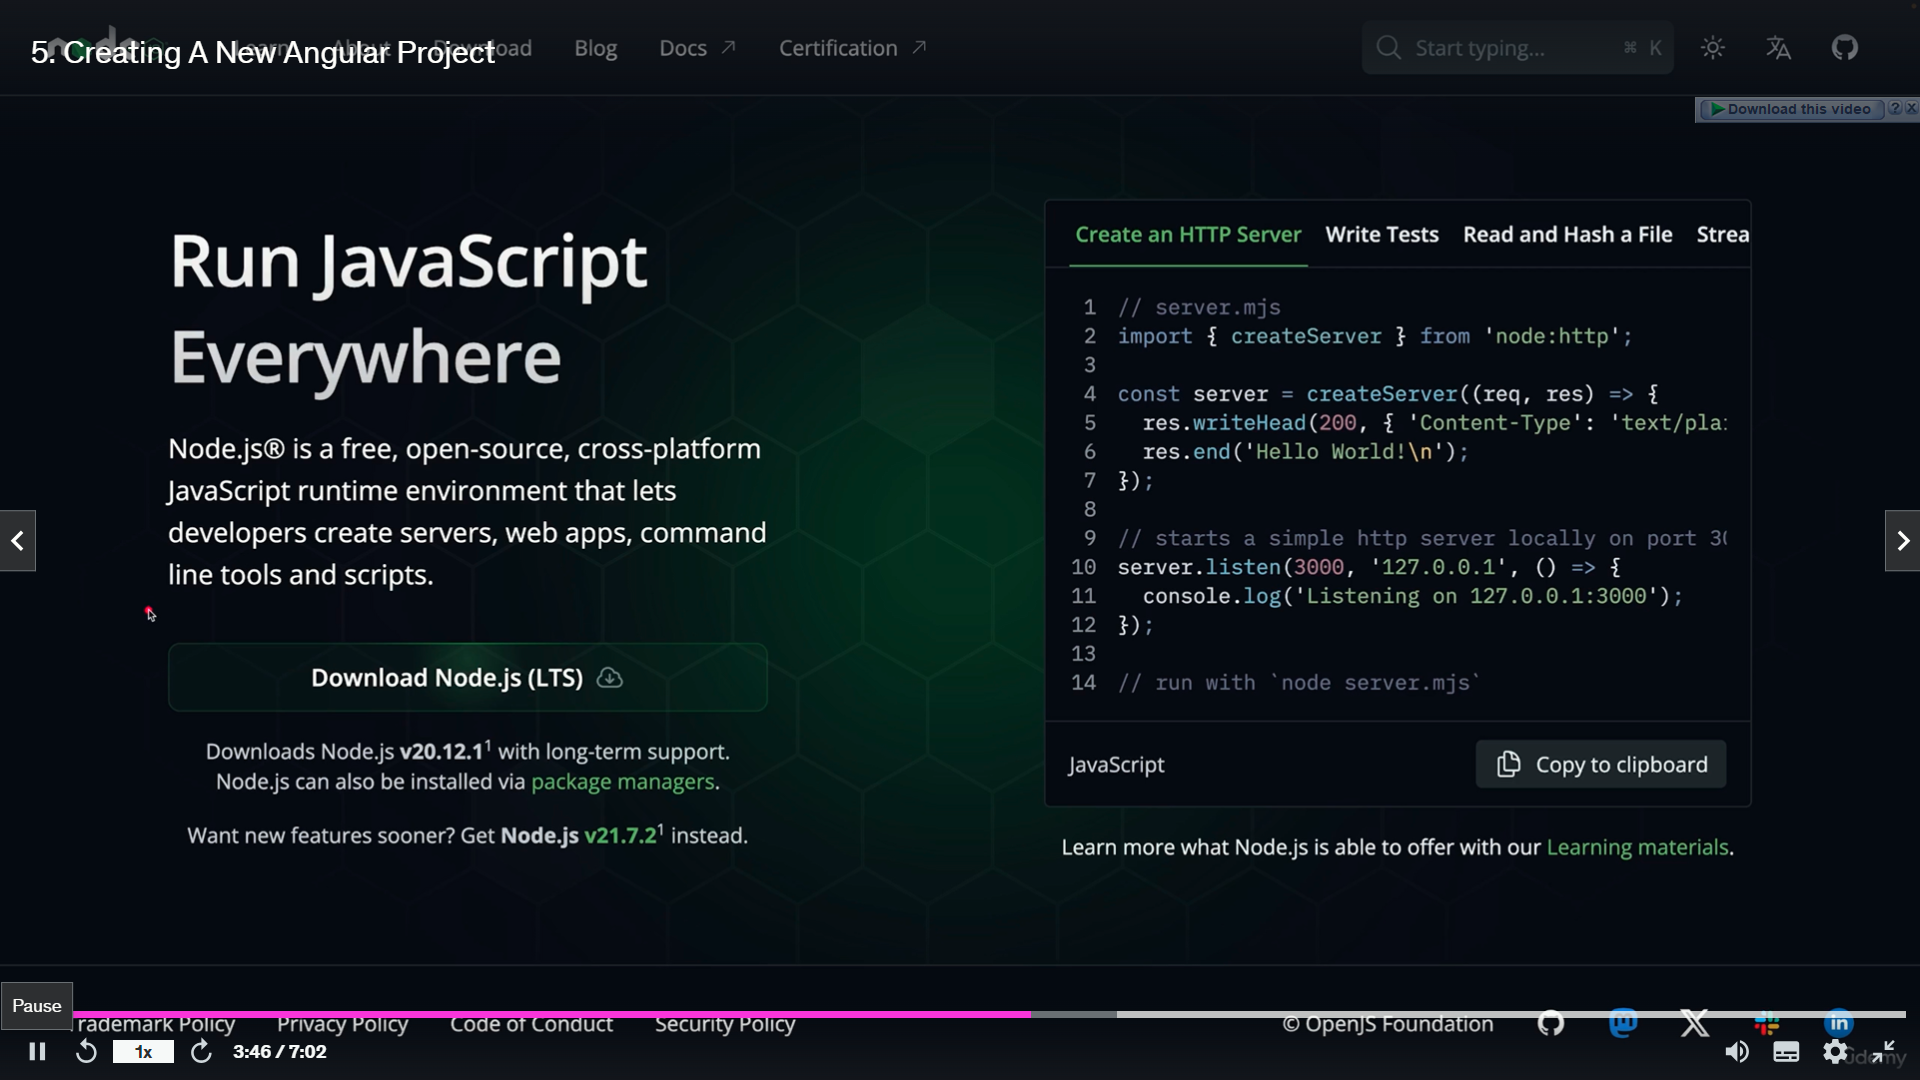 5. Creating A New Angular Project
Learn About Download Blog Docs Certification
Start typing... ⌘ K
Download this video ? X
Run JavaScript
Everywhere
Node.js® is a free, open-source, cross-platform
JavaScript runtime environment that lets
developers create servers, web apps, command
line tools and scripts.
Download Node.js (LTS)
Downloads Node.js v20.12.1¹ with long-term support.
Node.js can also be installed via package managers.
Want new features sooner? Get Node.js v21.7.2¹ instead.
Create an HTTP Server Write Tests Read and Hash a File Strea
1 // server.mjs
2 import { createServer } from 'node:http';
3
4 const server = createServer((req, res) => {
5 res.writeHead(200, { 'Content-Type': 'text/pla
6 res.end('Hello World!\n');
7 });
8
9 // starts a simple http server locally on port 30
10 server.listen(3000, '127.0.0.1', () => {
11 console.log('Listening on 127.0.0.1:3000');
12 });
13
14 // run with `node server.mjs`
JavaScript Copy to clipboard
Learn more what Node.js is able to offer with our Learning materials.
Pause
Trademark Policy Privacy Policy Code of Conduct Security Policy
© OpenJS Foundation
1x 3:46 / 7:02
udemy